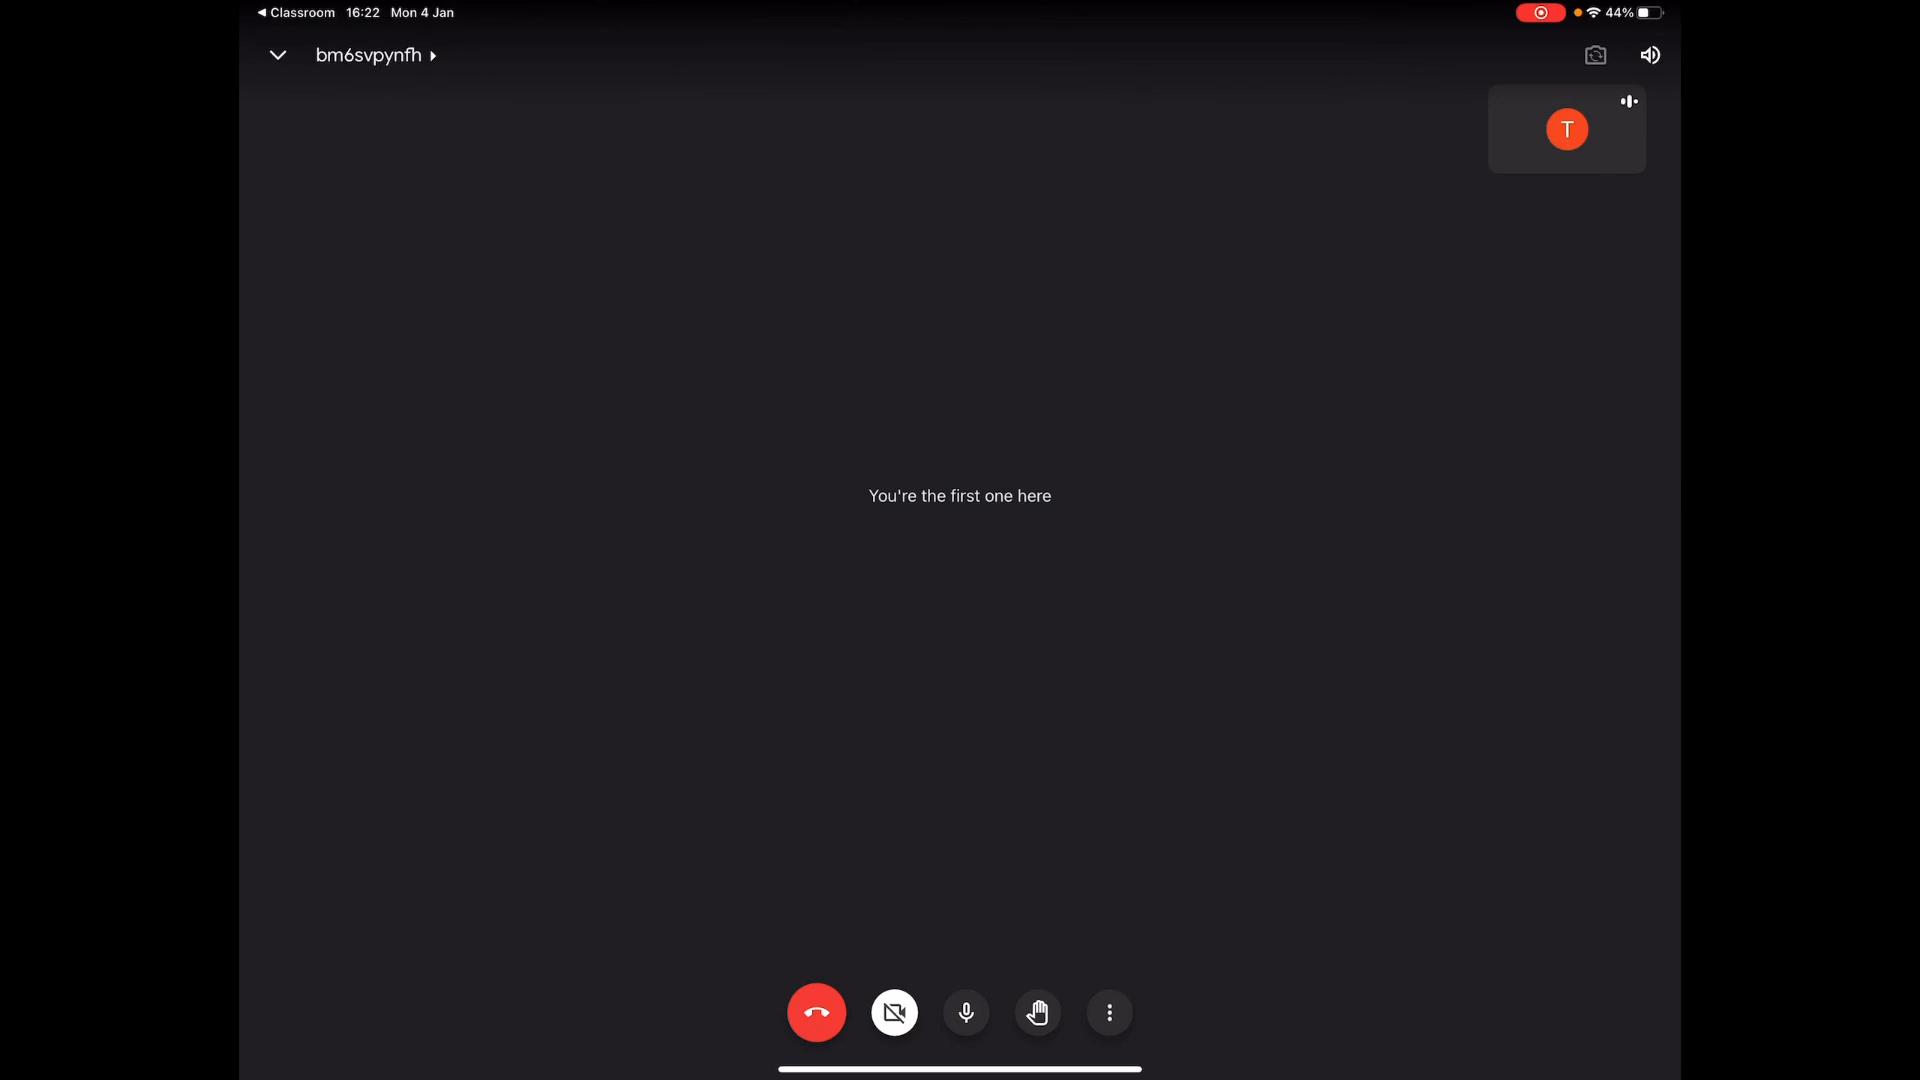 Classroom 16:22 Mon 4 Jan 44%
bm6svpynfh
T
You're the first one here